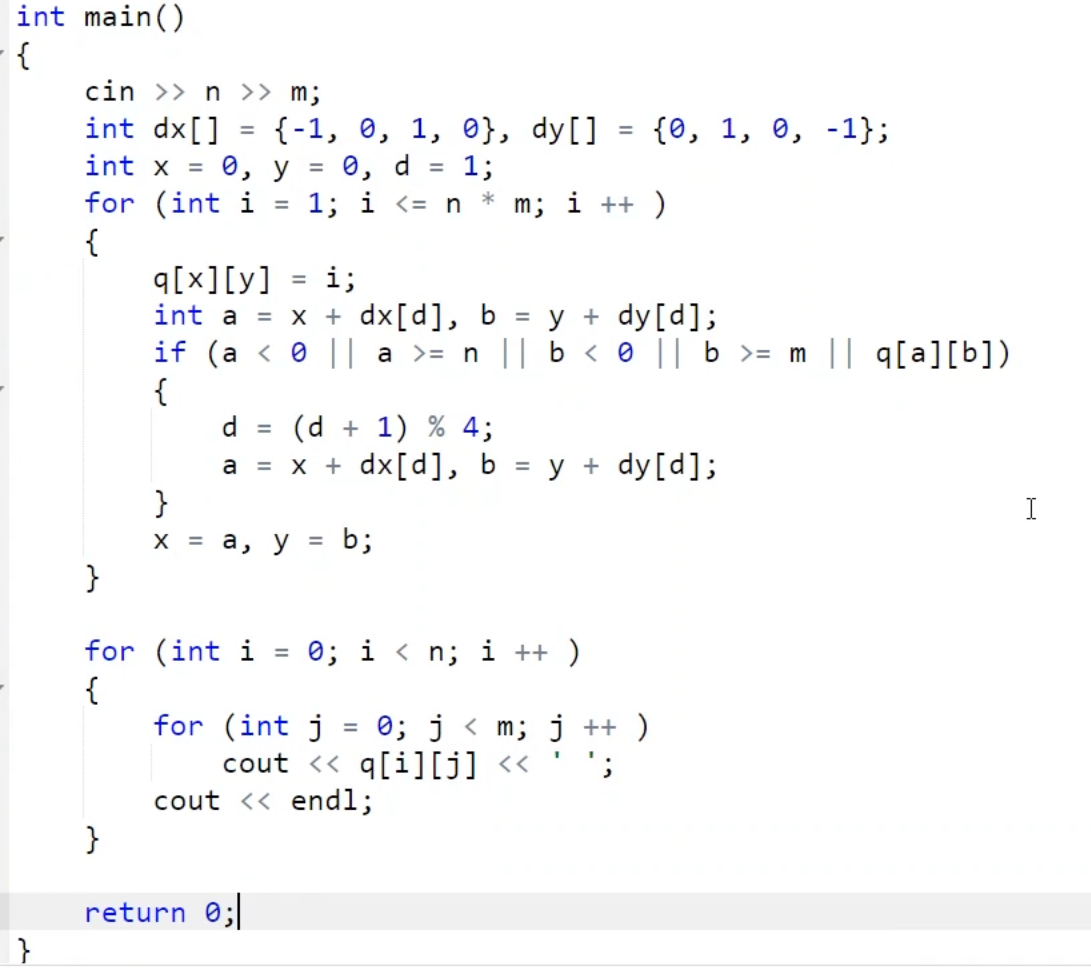 int main()
{
    cin >> n >> m;
    int dx[] = {-1, 0, 1, 0}, dy[] = {0, 1, 0, -1};
    int x = 0, y = 0, d = 1;
    for (int i = 1; i <= n * m; i ++ )
    {
        q[x][y] = i;
        int a = x + dx[d], b = y + dy[d];
        if (a < 0 || a >= n || b < 0 || b >= m || q[a][b])
        {
            d = (d + 1) % 4;
            a = x + dx[d], b = y + dy[d];
        }
        x = a, y = b;
    }

    for (int i = 0; i < n; i ++ )
    {
        for (int j = 0; j < m; j ++ )
            cout << q[i][j] << ' ';
        cout << endl;
    }

    return 0;
}